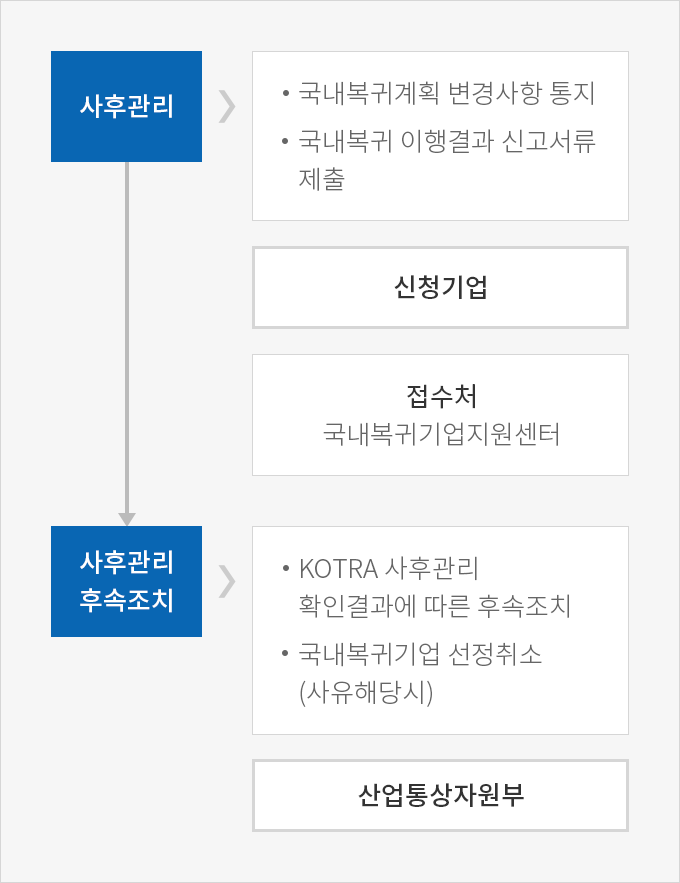 사후관리
• 국내복귀계획 변경사항 통지
• 국내복귀 이행결과 신고서류
제출
신청기업
접수처
국내복귀기업지원센터
사후관리
후속조치
• KOTRA 사후관리
확인결과에 따른 후속조치
• 국내복귀기업 선정취소
(사유해당시)
산업통상자원부